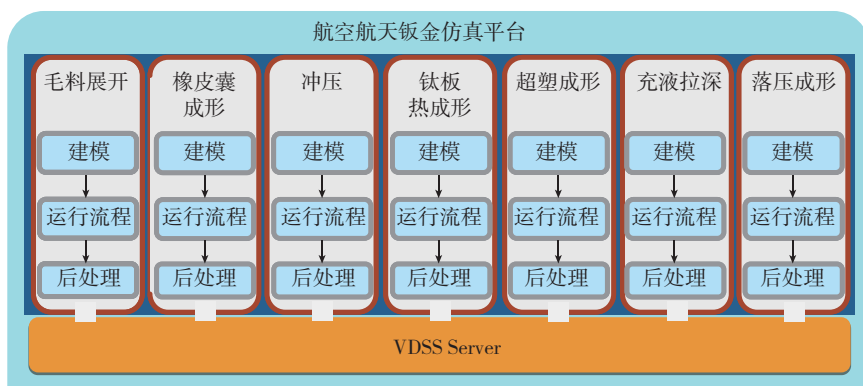 航空航天钣金仿真平台
毛料展开
橡皮囊
成形
冲压
钛板
热成形
超塑成形
充液拉深
落压成形
建模
建模
建模
建模
建模
建模
建模
运行流程
运行流程
运行流程
运行流程
运行流程
运行流程
运行流程
后处理
后处理
后处理
后处理
后处理
后处理
后处理
VDSS Server